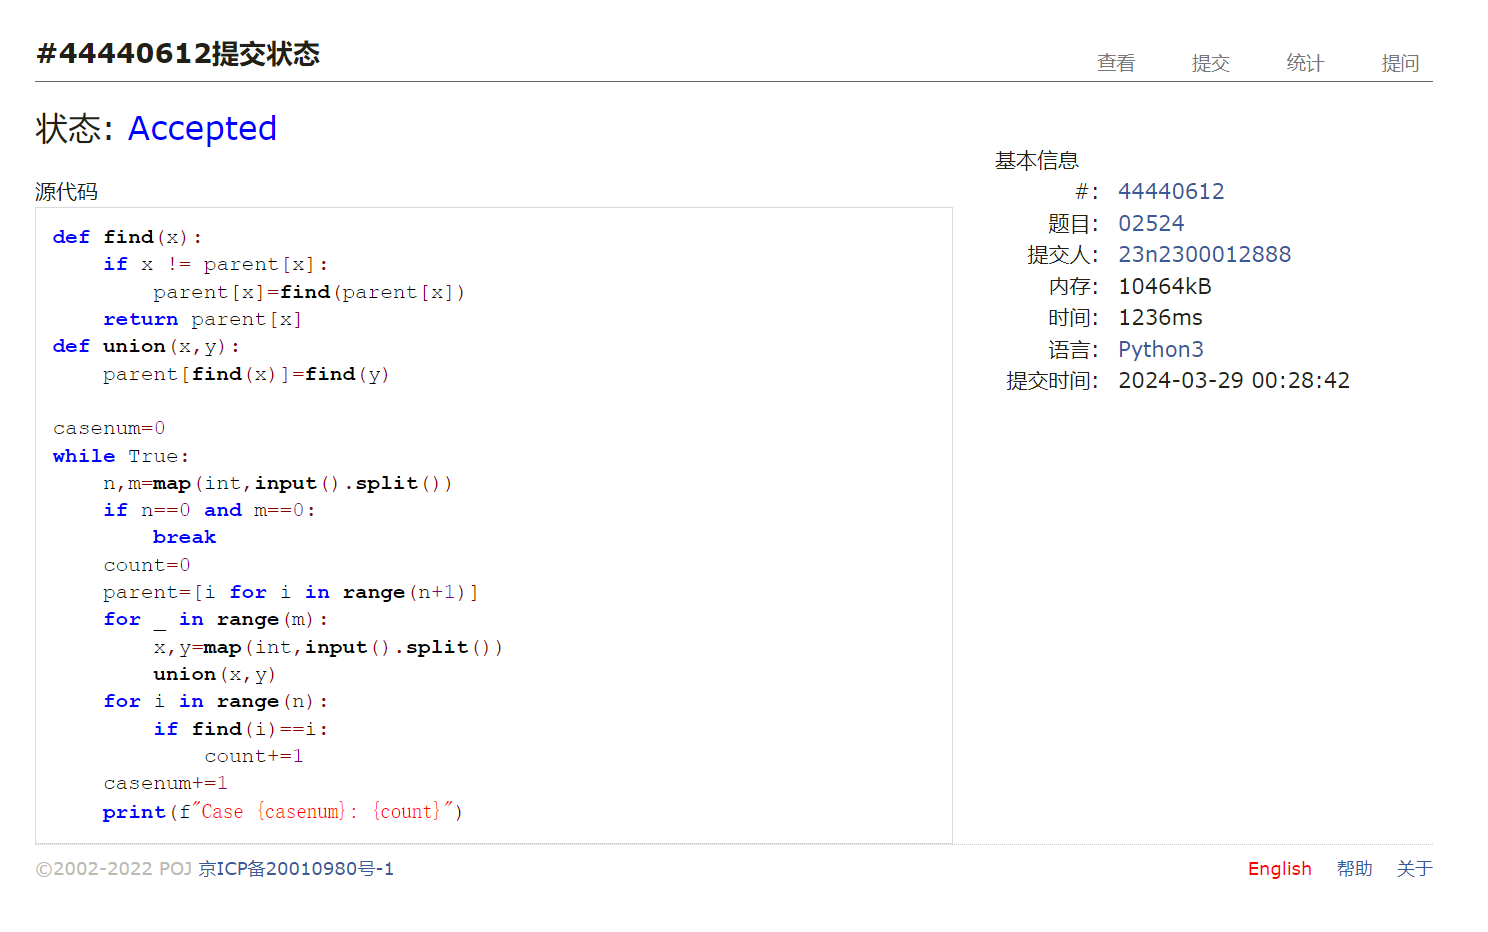 #44440612提交状态
查看 提交 统计 提问
状态: Accepted
源代码
def find(x):
    if x != parent[x]:
        parent[x]=find(parent[x])
    return parent[x]
def union(x,y):
    parent[find(x)]=find(y)

casenum=0
while True:
    n,m=map(int,input().split())
    if n==0 and m==0:
        break
    count=0
    parent=[i for i in range(n+1)]
    for _ in range(m):
        x,y=map(int,input().split())
        union(x,y)
    for i in range(n):
        if find(i)==i:
            count+=1
    casenum+=1
    print(f"Case {casenum}: {count}")
基本信息
#: 44440612
题目: 02524
提交人: 23n2300012888
内存: 10464kB
时间: 1236ms
语言: Python3
提交时间: 2024-03-29 00:28:42
©2002-2022 POJ 京ICP备20010980号-1
English 帮助 关于